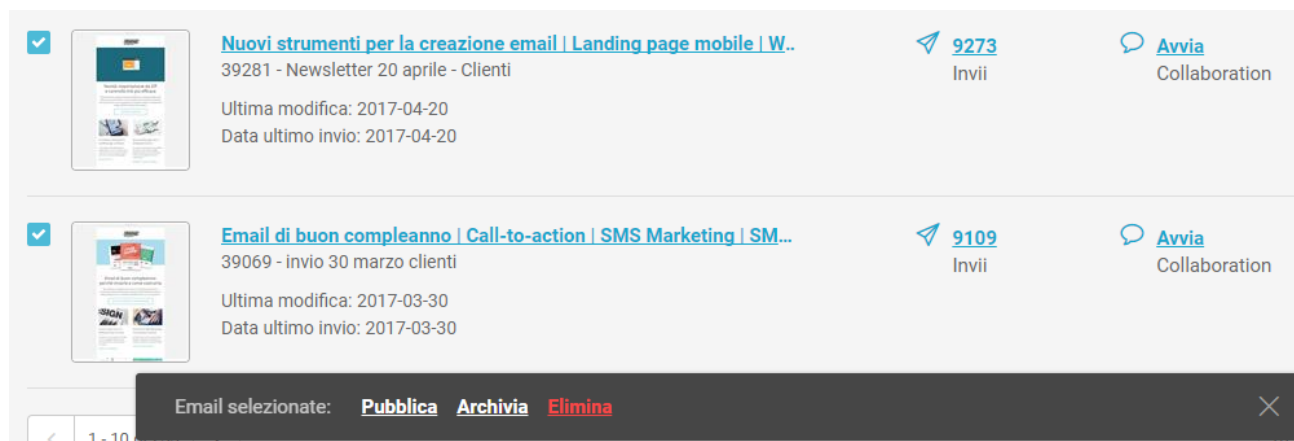 Nuovi strumenti per la creazione email | Landing page mobile | W..
39281 - Newsletter 20 aprile - Clienti
Ultima modifica: 2017-04-20
Data ultimo invio: 2017-04-20
9273
Invii
Avvia
Collaboration
Email di buon compleanno | Call-to-action | SMS Marketing | SM...
39069 - invio 30 marzo clienti
Ultima modifica: 2017-03-30
Data ultimo invio: 2017-03-30
9109
Invii
Avvia
Collaboration
Email selezionate: Pubblica Archivia Elimina
1 - 10